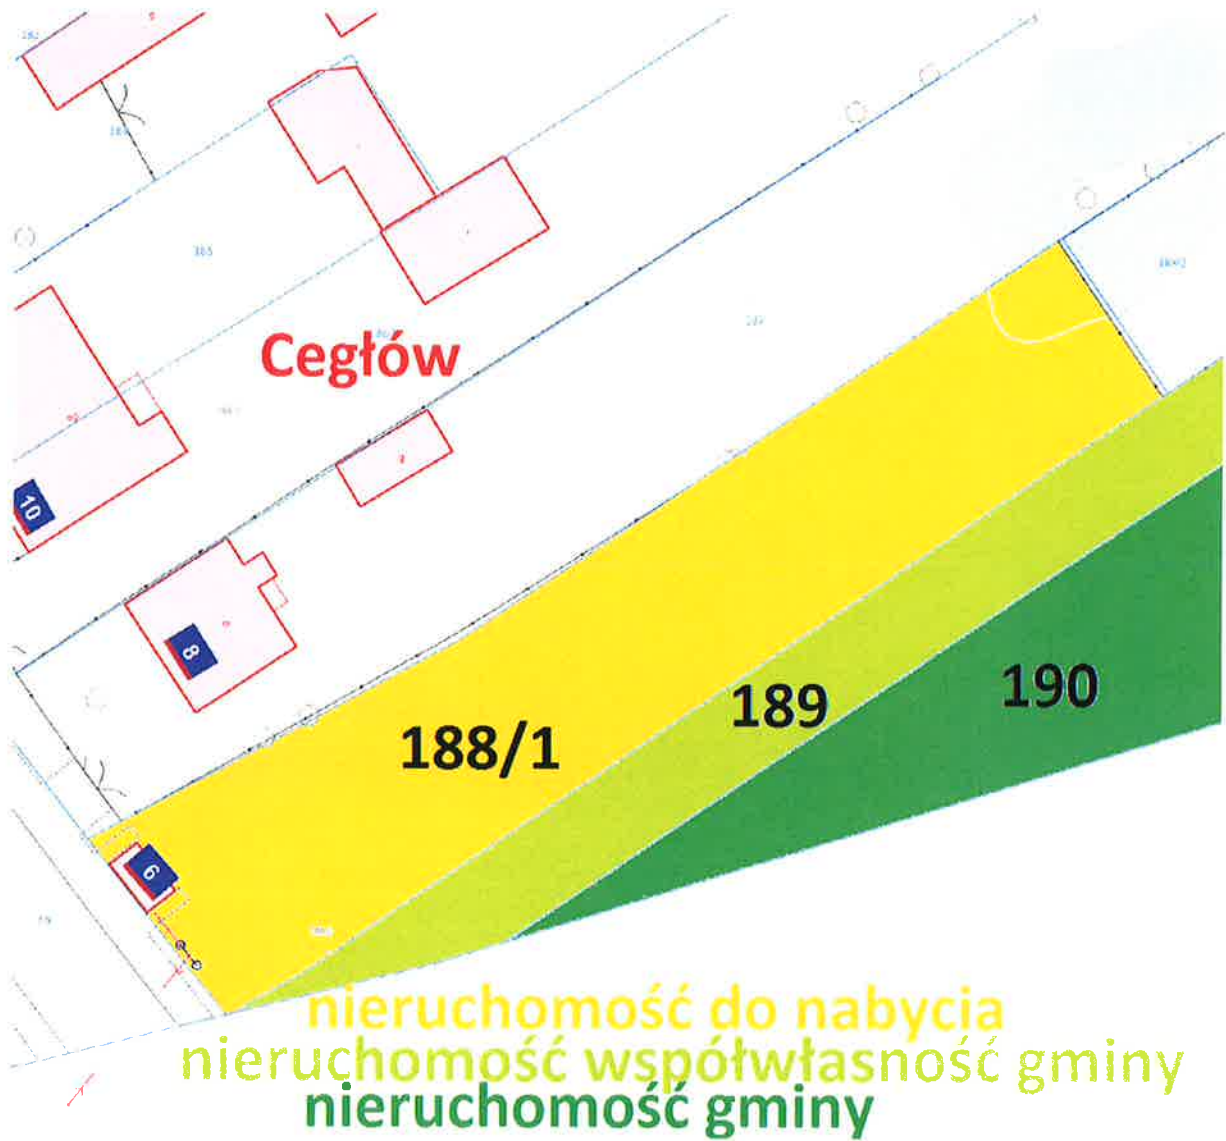 Cegłów
10
8
188/1
189
190
6
nieruchomość do nabycia
nieruchomość współwłasność gminy
nieruchomość gminy